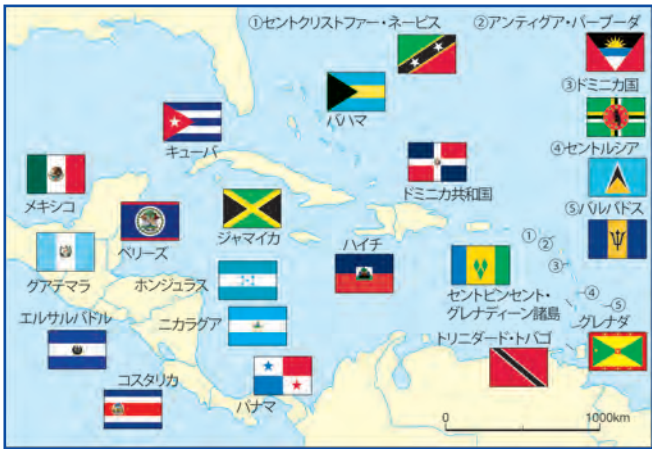 ①セントクリストファー・ネービス
②アンティグア・バーブーダ
バハマ
③ドミニカ国
キューバ
④セントルシア
メキシコ
ドミニカ共和国
⑤バルバドス
ベリーズ
ジャマイカ
ハイチ
①
②
③
グアテマラ
ホンジュラス
セントビンセント・
グレナディーン諸島
④
⑤
エルサルバドル
ニカラグア
トリニダード・トバゴ
グレナダ
コスタリカ
パナマ
0
1000km